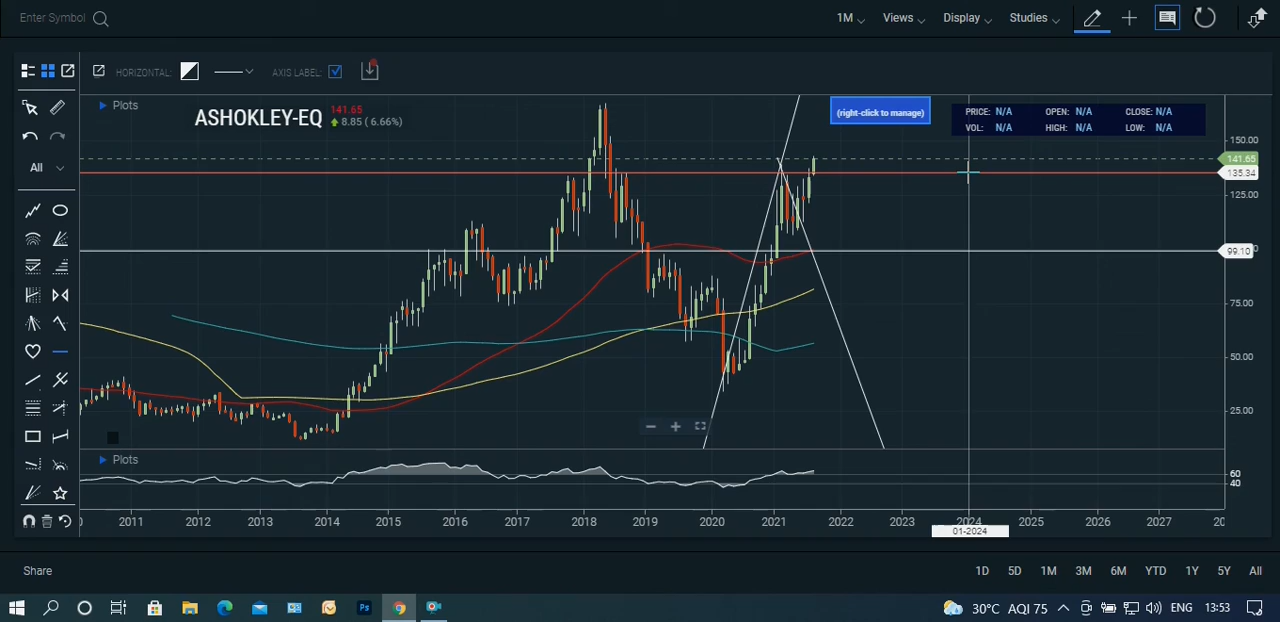 Enter Symbol
1M Views Display Studies
HORIZONTAL: AXIS LABEL:
Plots
ASHOKLEY-EQ 141.65
8.85 ( 6.66%)
(right-click to manage)
PRICE: N/A OPEN: N/A CLOSE: N/A
VOL: N/A HIGH: N/A LOW: N/A
All
150.00
141.65
135.34
125.00
99.10
75.00
50.00
25.00
Plots
60
40
2011 2012 2013 2014 2015 2016 2017 2018 2019 2020 2021 2022 2023 2024 2025 2026 2027
01-2024
Share
1D 5D 1M 3M 6M YTD 1Y 5Y All
Ps 30°C AQI 75 ENG 13:53